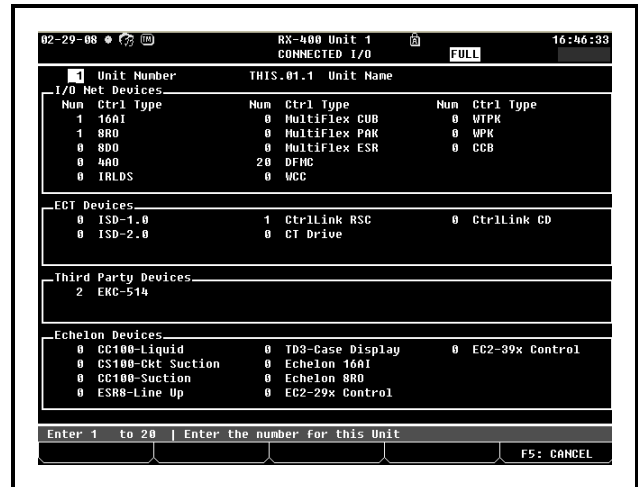 02-29-08 RX-400 Unit 1 16:46:33
CONNECTED I/O FULL
1 Unit Number THIS.01.1 Unit Name
I/O Net Devices
Num Ctrl Type Num Ctrl Type Num Ctrl Type
1 16AI 0 MultiFlex CUB 0 WTPK
1 8RO 0 MultiFlex PAK 0 WPK
0 8DO 0 MultiFlex ESR 0 CCB
0 4AO 20 DFMC
0 IRLDS 0 WCC
ECT Devices
0 ISD-1.0 1 CtrlLink RSC 0 CtrlLink CD
0 ISD-2.0 0 CT Drive
Third Party Devices
2 EKC-514
Echelon Devices
0 CC100-Liquid 0 TD3-Case Display 0 EC2-39x Control
0 CS100-Ckt Suction 0 Echelon 16AI
0 CC100-Suction 0 Echelon 8RO
0 ESR8-Line Up 0 EC2-29x Control
Enter 1 to 20 | Enter the number for this Unit
F5: CANCEL